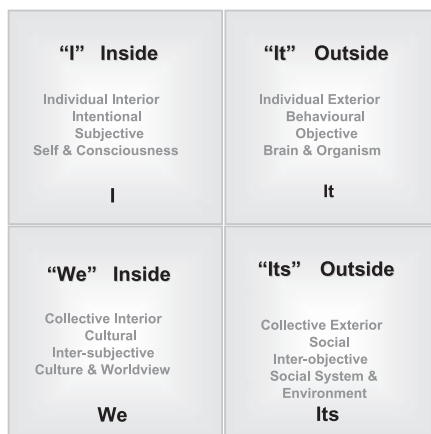 “I” Inside
Individual Interior
Intentional
Subjective
Self & Consciousness
I
“It” Outside
Individual Exterior
Behavioural
Objective
Brain & Organism
It
“We” Inside
Collective Interior
Cultural
Inter-subjective
Culture & Worldview
We
“Its” Outside
Collective Exterior
Social
Inter-objective
Social System &
Environment
Its